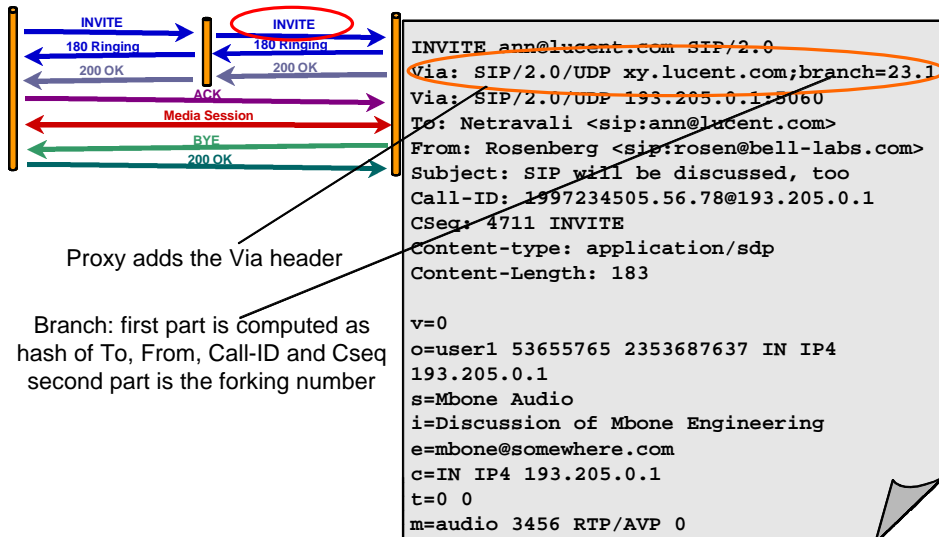 INVITE
INVITE
180 Ringing
180 Ringing
200 OK
200 OK
ACK
Media Session
BYE
200 OK
Proxy adds the Via header
Branch: first part is computed as
hash of To, From, Call-ID and Cseq
second part is the forking number
INVITE ann@lucent.com SIP/2.0
Via: SIP/2.0/UDP xy.lucent.com;branch=23.1
Via: SIP/2.0/UDP 193.205.0.1:5060
To: Netravali <sip:ann@lucent.com>
From: Rosenberg <sip:rosen@bell-labs.com>
Subject: SIP will be discussed, too
Call-ID: 1997234505.56.78@193.205.0.1
CSeq: 4711 INVITE
Content-type: application/sdp
Content-Length: 183
v=0
o=user1 53655765 2353687637 IN IP4
193.205.0.1
s=Mbone Audio
i=Discussion of Mbone Engineering
e=mbone@somewhere.com
c=IN IP4 193.205.0.1
t=0 0
m=audio 3456 RTP/AVP 0